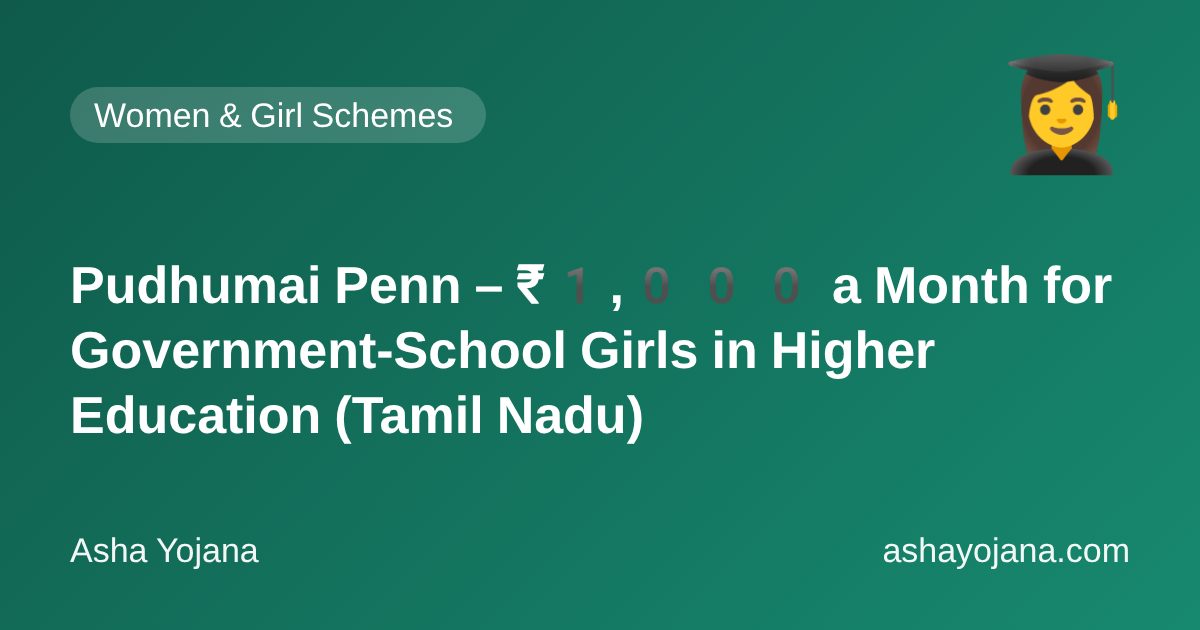 Women & Girl Schemes
Pudhumai Penn – ₹1,000 a Month for
Government-School Girls in Higher
Education (Tamil Nadu)
Asha Yojana
ashayojana.com